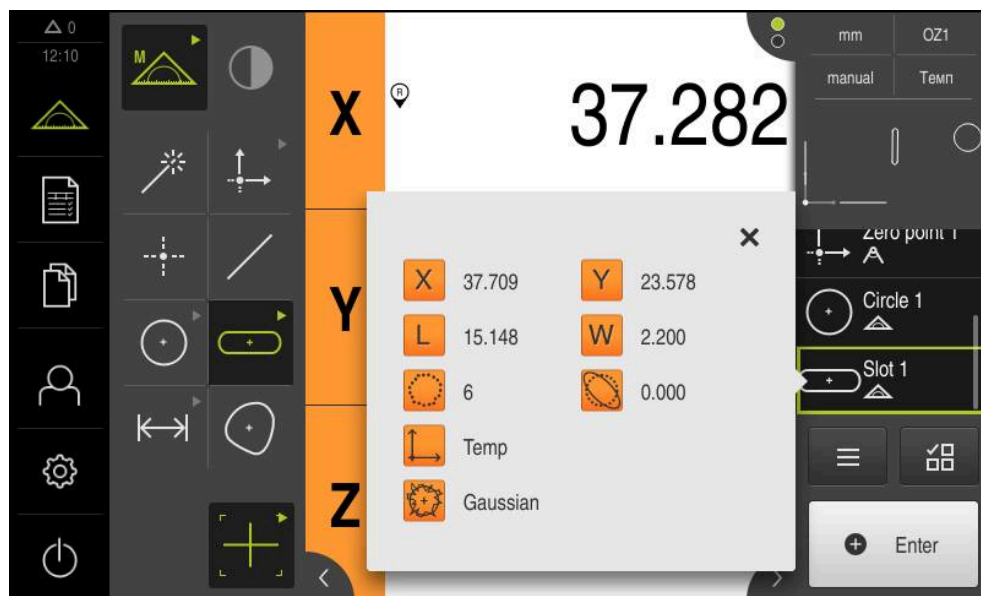 0
12:10
M
X
R
37.282
mm
OZ1
manual
Темп
Zero point 1
Circle 1
Slot 1
Enter
Y
Z
X 37.709 Y 23.578
L 15.148 W 2.200
6 0.000
Temp
Gaussian